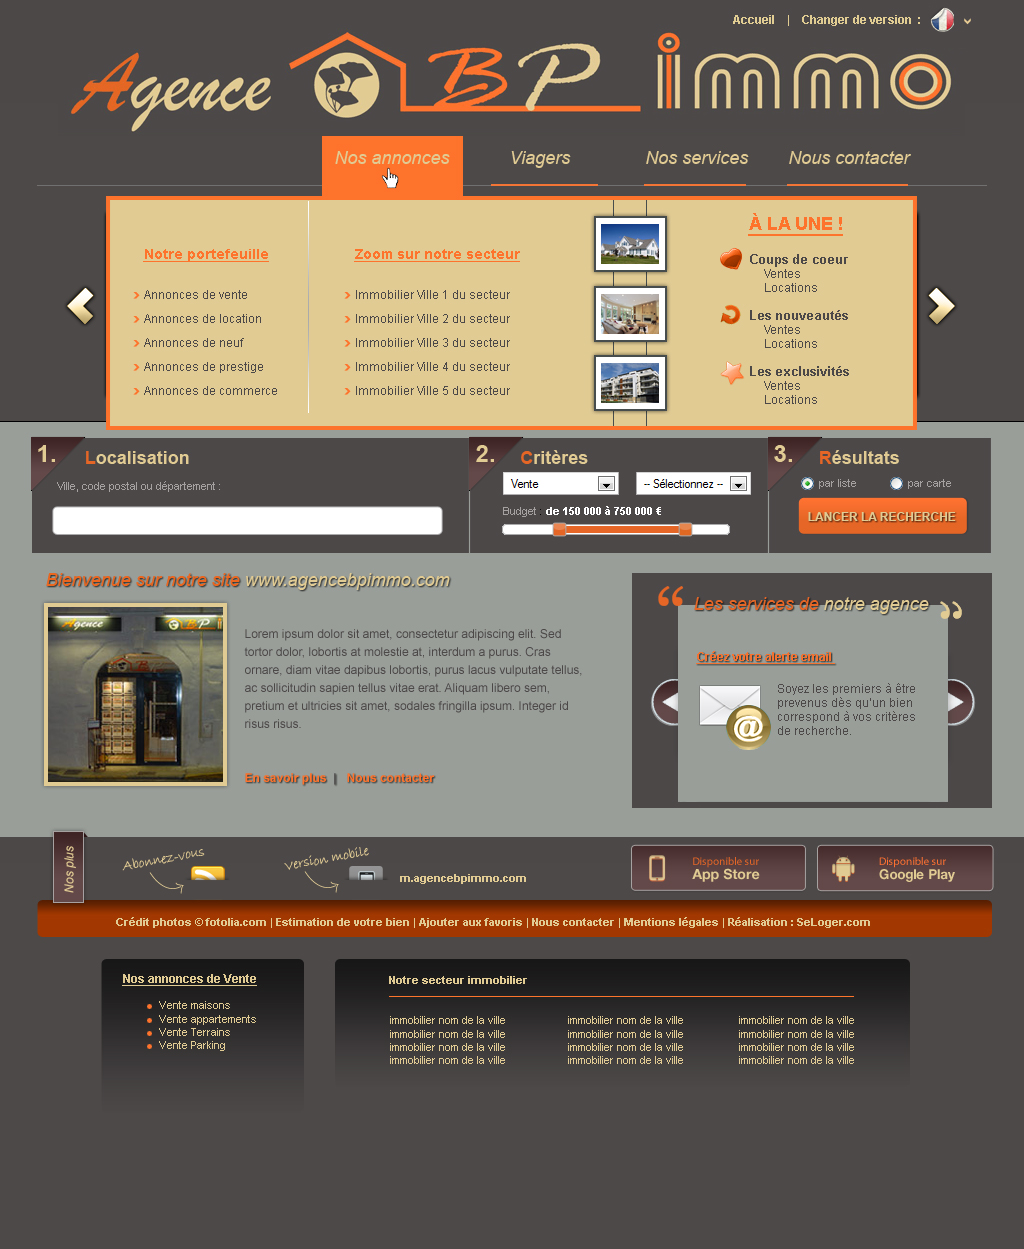 Accueil | Changer de version :
Agence BP immo
Nos annonces
Viagers
Nos services
Nous contacter
Notre portefeuille
Annonces de vente
Annonces de location
Annonces de neuf
Annonces de prestige
Annonces de commerce
Zoom sur notre secteur
Immobilier Ville 1 du secteur
Immobilier Ville 2 du secteur
Immobilier Ville 3 du secteur
Immobilier Ville 4 du secteur
Immobilier Ville 5 du secteur
À LA UNE !
Coups de coeur
Ventes
Locations
Les nouveautés
Ventes
Locations
Les exclusivités
Ventes
Locations
1. Localisation
Ville, code postal ou département :
2. Critères
Vente
-- Sélectionnez --
Budget : de 150 000 à 750 000 €
3. Résultats
par liste
par carte
LANCER LA RECHERCHE
Bienvenue sur notre site www.agencebpimmo.com
Agence BP
Lorem ipsum dolor sit amet, consectetur adipiscing elit. Sed
tortor dolor, lobortis at molestie at, interdum a purus. Cras
ornare, diam vitae dapibus lobortis, purus lacus vulputate tellus,
ac sollicitudin sapien tellus vitae erat. Aliquam libero sem,
pretium et ultricies sit amet, sodales fringilla ipsum. Integer id
risus risus.
En savoir plus | Nous contacter
“ Les services de notre agence ”
Créez votre alerte email
@
Soyez les premiers à être
prevenus dès qu'un bien
correspond à vos critères
de recherche.
Nos plus
Abonnez-vous
Version mobile
m.agencebpimmo.com
Disponible sur
App Store
Disponible sur
Google Play
Crédit photos © fotolia.com | Estimation de votre bien | Ajouter aux favoris | Nous contacter | Mentions légales | Réalisation : SeLoger.com
Nos annonces de Vente
Vente maisons
Vente appartements
Vente Terrains
Vente Parking
Notre secteur immobilier
immobilier nom de la ville immobilier nom de la ville immobilier nom de la ville
immobilier nom de la ville immobilier nom de la ville immobilier nom de la ville
immobilier nom de la ville immobilier nom de la ville immobilier nom de la ville
immobilier nom de la ville immobilier nom de la ville immobilier nom de la ville